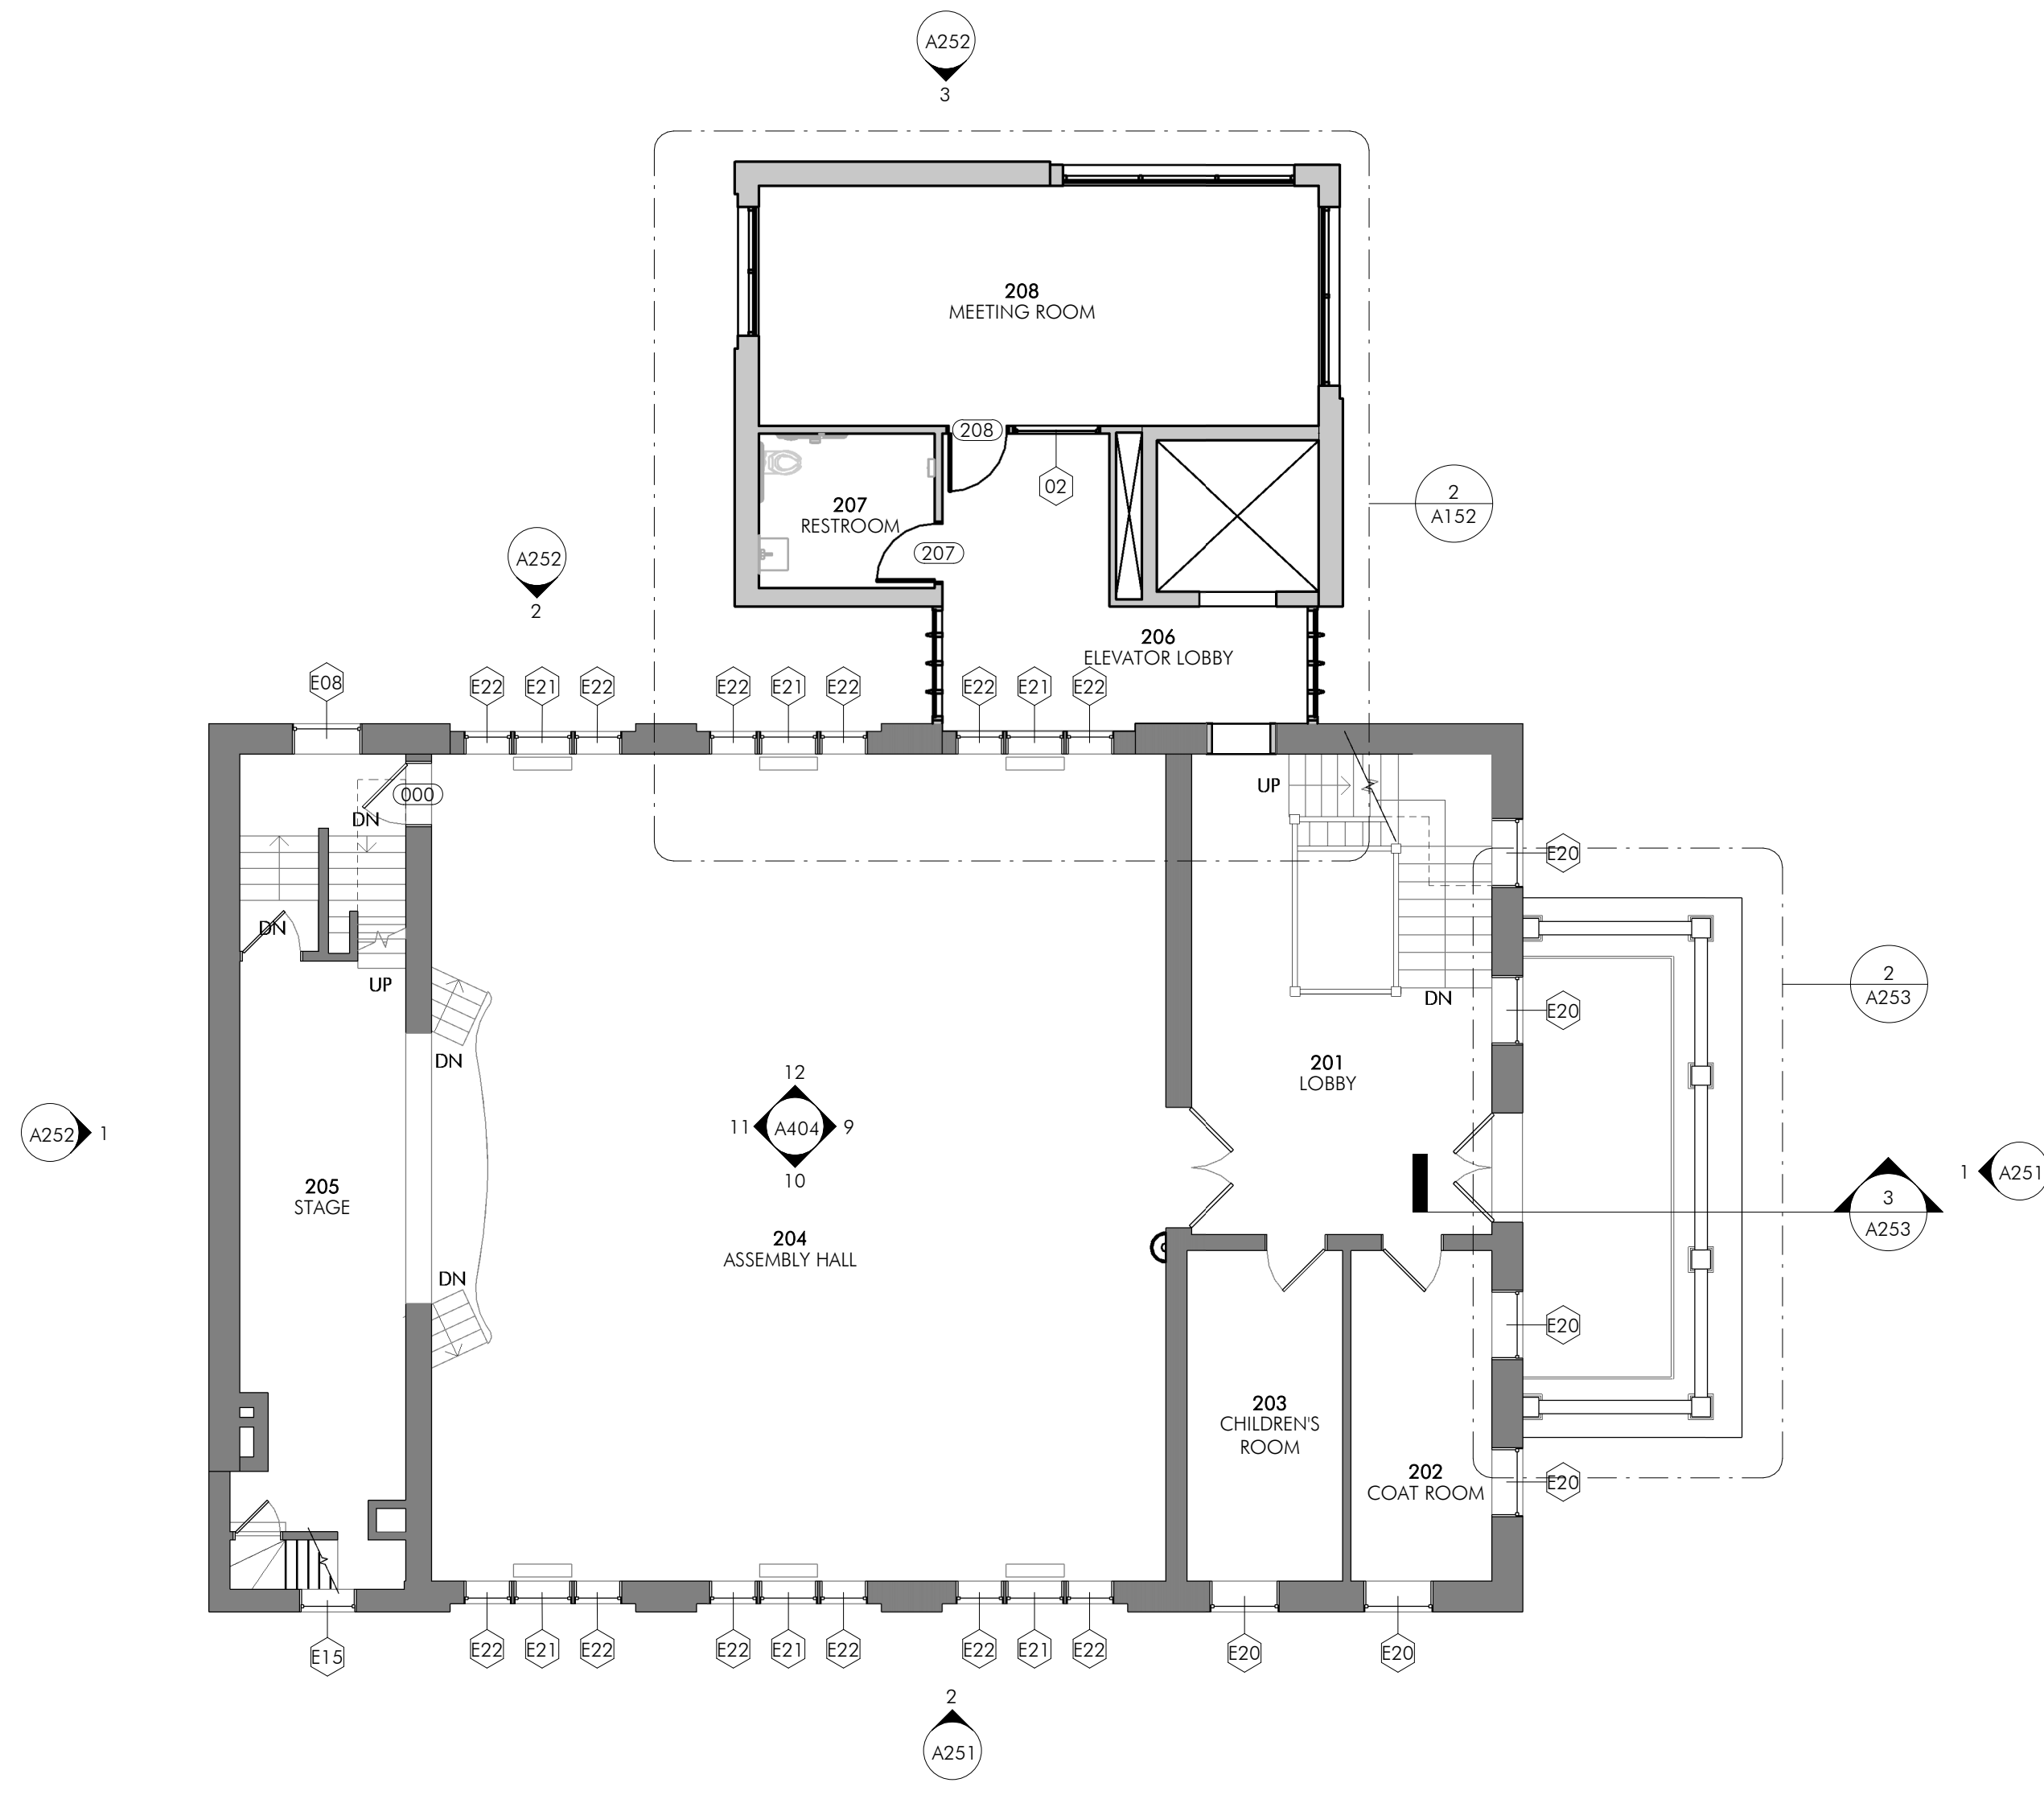 A252
3
208
MEETING ROOM
208
02
2
A152
207
RESTROOM
207
A252
2
206
ELEVATOR LOBBY
E08
E22
E21
E22
E22
E21
E22
E22
E21
E22
UP
000
DN
E20
DN
UP
2
A253
DN
E20
DN
201
LOBBY
12
11
A404
9
10
A252
1
205
STAGE
1
A251
3
A253
204
ASSEMBLY HALL
DN
E20
203
CHILDREN'S
ROOM
202
COAT ROOM
E20
E15
E22
E21
E22
E22
E21
E22
E22
E21
E22
E20
E20
2
A251